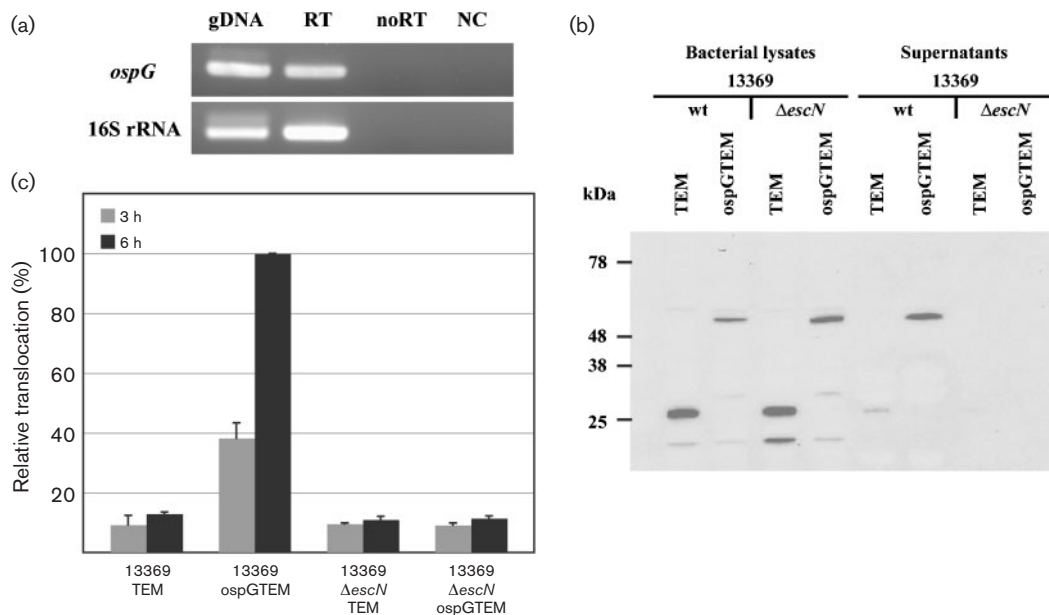 (a)
gDNA RT noRT NC
ospG
16S rRNA
(b)
Bacterial lysates Supernatants
13369 13369
wt ΔescN wt ΔescN
kDa
TEM ospGTEM TEM ospGTEM TEM ospGTEM TEM ospGTEM
78
48
38
25
(c)
3 h
6 h
Relative translocation (%)
100
80
60
40
20
13369 TEM
13369 ospGTEM
13369 ΔescN TEM
13369 ΔescN ospGTEM